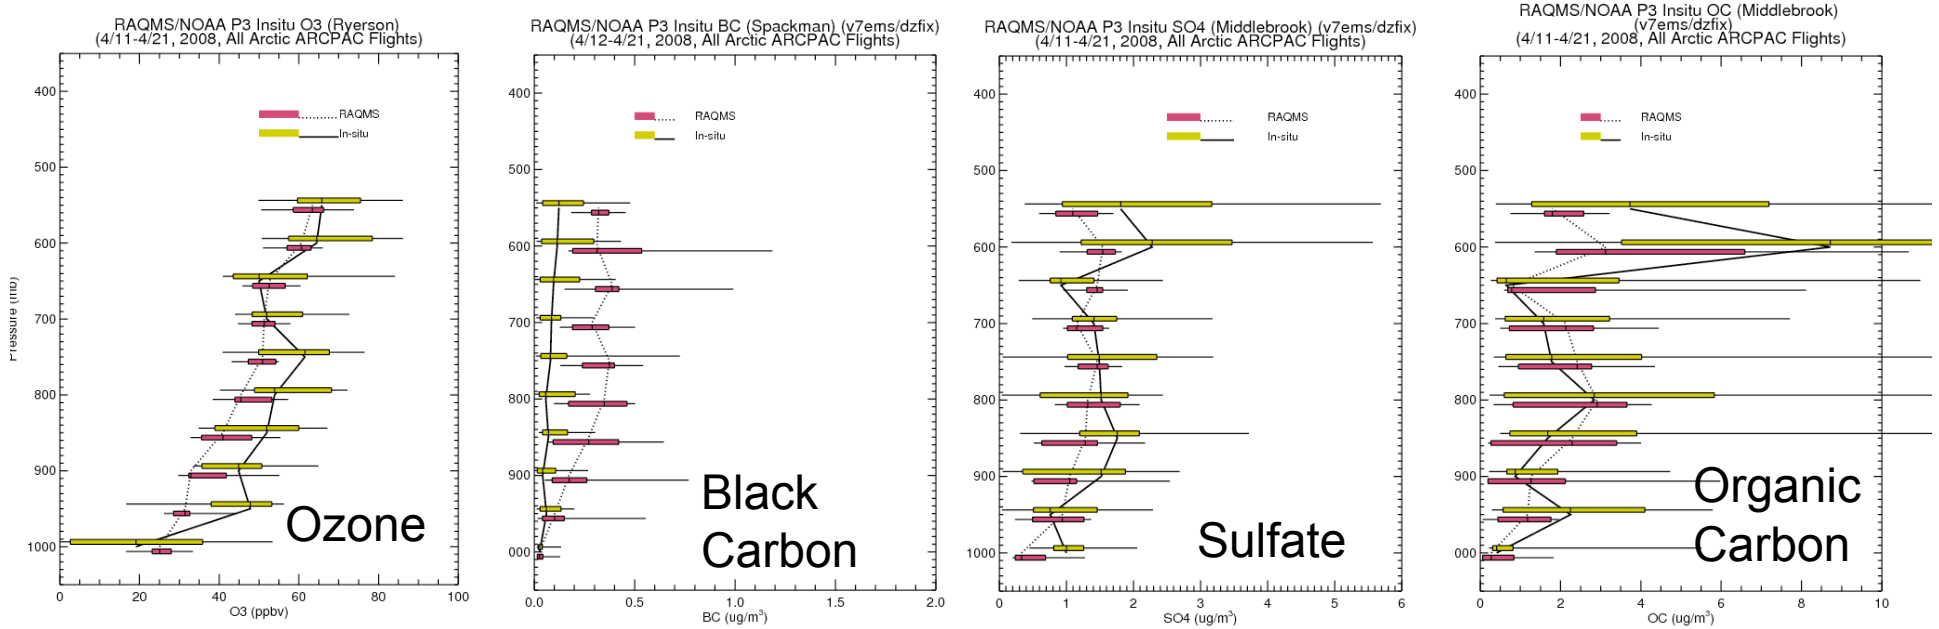 RAQMS/NOAA P3 Insitu O3 (Ryerson)
(4/11-4/21, 2008, All Arctic ARCPAC Flights)
400
500
600
700
800
900
1000
Pressure (mb)
RAQMS
In-situ
Ozone
0 20 40 60 80 100
O3 (ppbv)
RAQMS/NOAA P3 Insitu BC (Spackman) (v7ems/dzfix)
(4/12-4/21, 2008, All Arctic ARCPAC Flights)
400
500
600
700
800
900
000
RAQMS
In-situ
Black
Carbon
0.0 0.5 1.0 1.5 2.0
BC (ug/m³)
RAQMS/NOAA P3 Insitu SO4 (Middlebrook) (v7ems/dzfix)
(4/11-4/21, 2008, All Arctic ARCPAC Flights)
400
500
600
700
800
900
1000
RAQMS
In-situ
Sulfate
0 1 2 3 4 5 6
SO4 (ug/m³)
RAQMS/NOAA P3 Insitu OC (Middlebrook)
(v7ems/dzfix)
(4/11-4/21, 2008, All Arctic ARCPAC Flights)
400
500
600
700
800
900
000
RAQMS
In-situ
Organic
Carbon
0 2 4 6 8 10
OC (ug/m³)